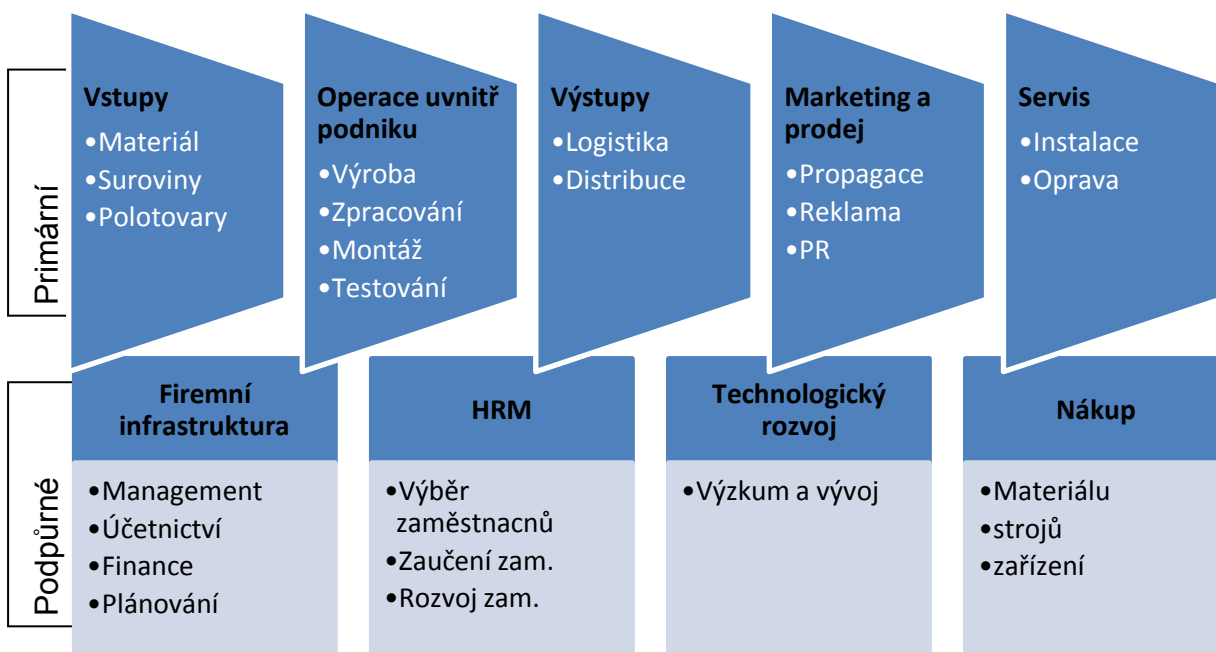 Primární
Vstupy
•Materiál
•Suroviny
•Polotovary
Operace uvnitř
podniku
•Výroba
•Zpracování
•Montáž
•Testování
Výstupy
•Logistika
•Distribuce
Marketing a
prodej
•Propagace
•Reklama
•PR
Servis
•Instalace
•Oprava
Podpůrné
Firemní
infrastruktura
•Management
•Účetnictví
•Finance
•Plánování
HRM
•Výběr
zaměstnacnů
•Zaučení zam.
•Rozvoj zam.
Technologický
rozvoj
•Výzkum a vývoj
Nákup
•Materiálu
•strojů
•zařízení